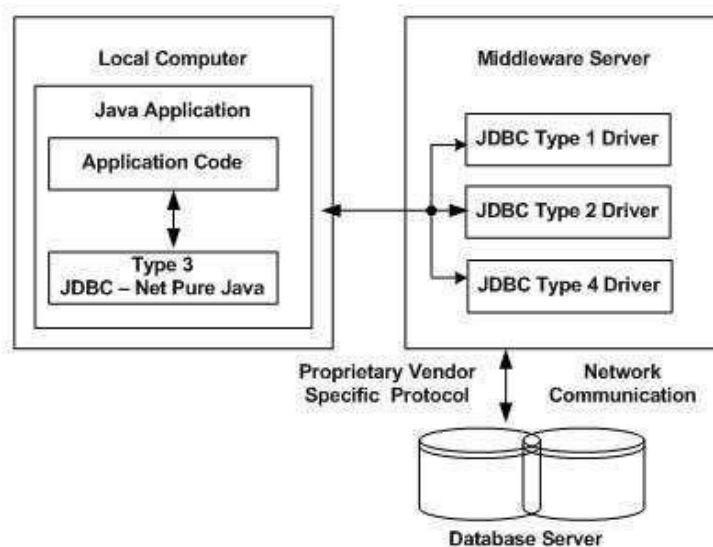 Local Computer
Java Application
Application Code
Type 3
JDBC – Net Pure Java
Middleware Server
JDBC Type 1 Driver
JDBC Type 2 Driver
JDBC Type 4 Driver
Proprietary Vendor
Specific Protocol
Network
Communication
Database Server